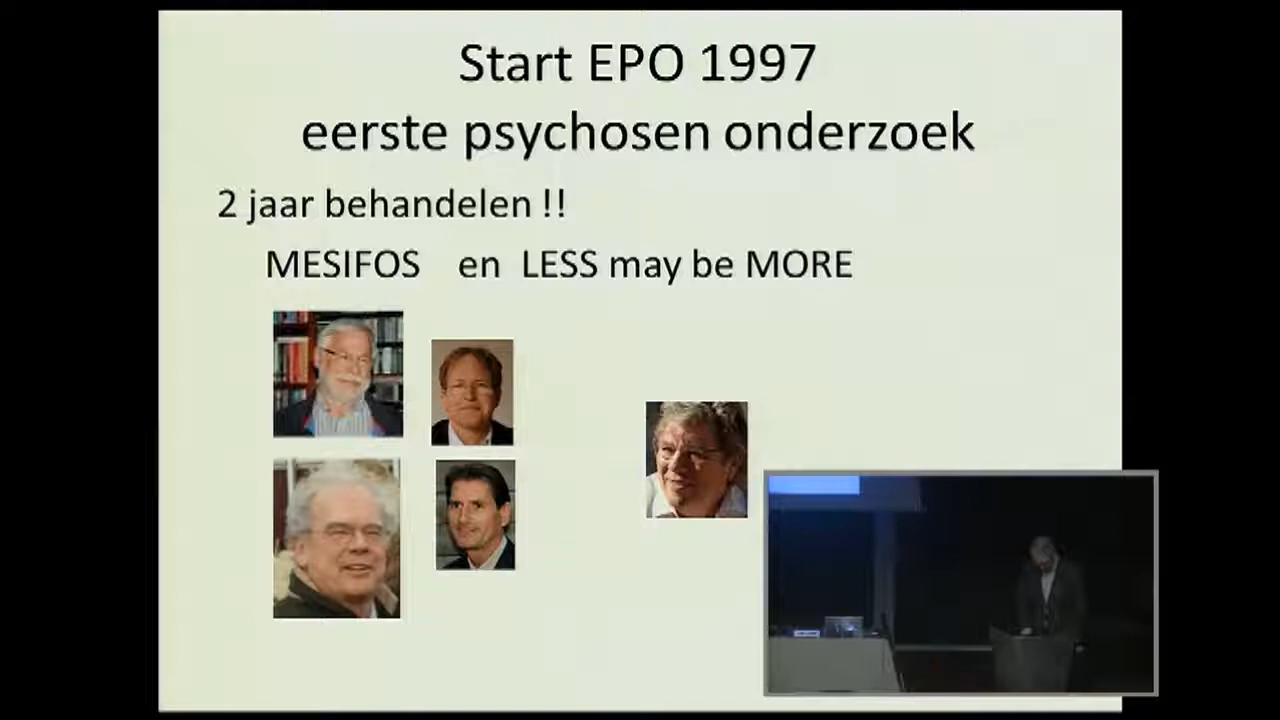 Start EPO 1997
eerste psychosen onderzoek
2 jaar behandelen !!
MESIFOS en LESS may be MORE